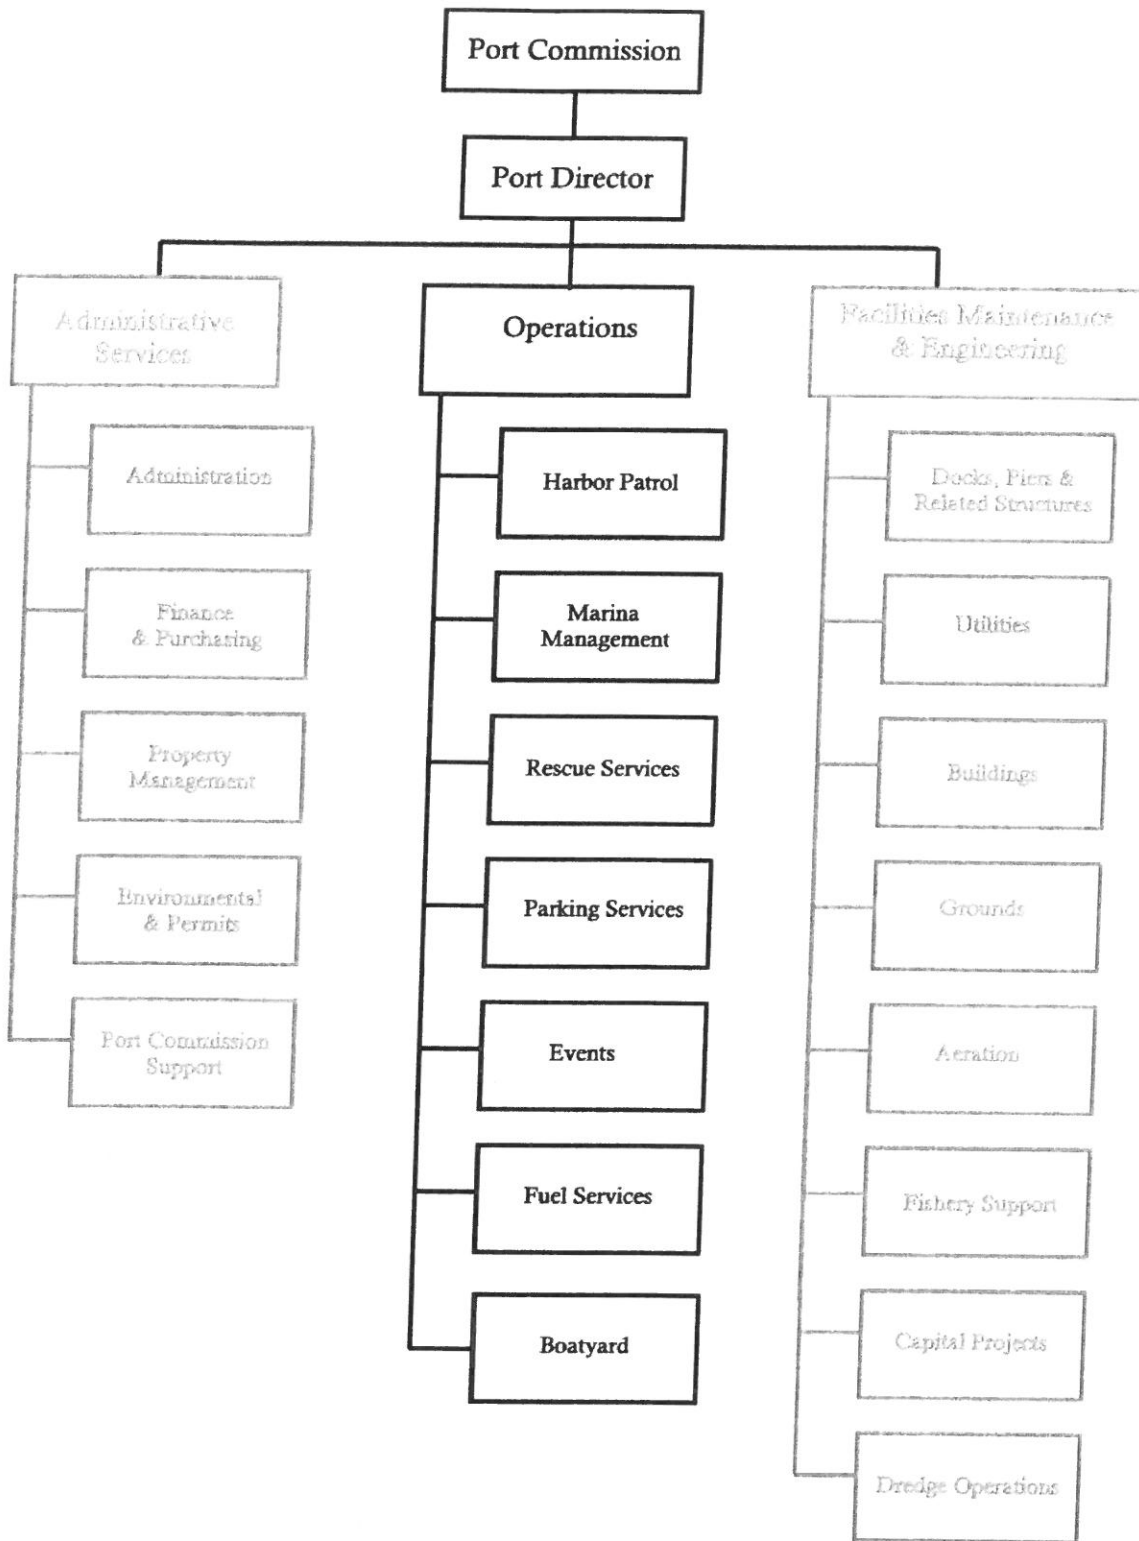 Port Commission
Port Director
Administrative
Services
Administration
Finance
& Purchasing
Property
Management
Environmental
& Permits
Port Commission
Support
Operations
Harbor Patrol
Marina
Management
Rescue Services
Parking Services
Events
Fuel Services
Boatyard
Facilities Maintenance
& Engineering
Docks, Piers &
Related Structures
Utilities
Buildings
Grounds
Aeration
Fishery Support
Capital Projects
Dredge Operations